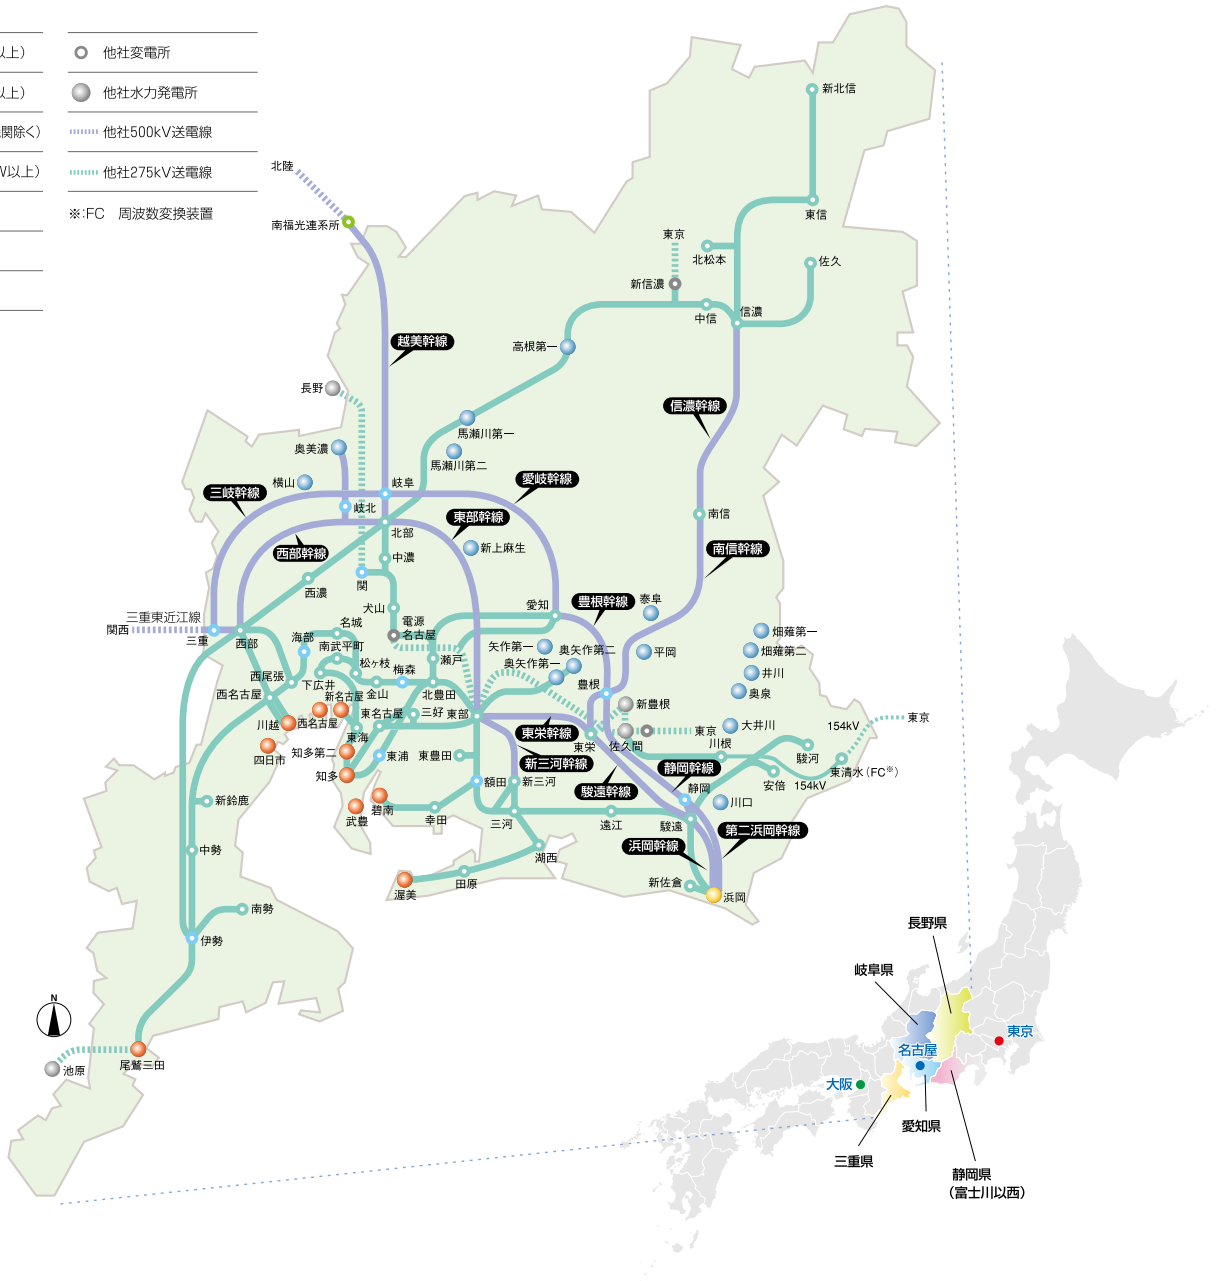 以上）
以上）
関除く）
W以上）
他社変電所
他社水力発電所
他社500kV送電線
他社275kV送電線
※:FC 周波数変換装置
北陸
南福光連系所
新北信
東信
東京
北松本
佐久
新信濃
中信
信濃
越美幹線
高根第一
長野
信濃幹線
馬瀬川第一
奥美濃
馬瀬川第二
横山
岐阜
愛岐幹線
三岐幹線
岐北
東部幹線
南信
北部
西部幹線
新上麻生
南信幹線
中濃
関
西濃
豊根幹線
泰阜
犬山
愛知
三重東近江線
名城
電源
名古屋
関西
三重
西部
海部
南武平町
矢作第一
奥矢作第二
平岡
畑薙第一
畑薙第二
松ヶ枝
梅森
瀬戸
奥矢作第一
井川
西尾張
下広井
金山
北豊田
豊根
奥泉
西名古屋
新名古屋
新豊根
川越
西名古屋
東名古屋
三好
東部
大井川
154kV
東京
東海
東栄幹線
東栄
佐久間
東京
川根
四日市
知多第二
東浦
東豊田
新三河幹線
静岡幹線
駿河
東清水（FC※）
知多
額田
新三河
駿遠幹線
静岡
安倍
154kV
新鈴鹿
武豊
碧南
幸田
三河
遠江
駿遠
川口
第二浜岡幹線
中勢
湖西
浜岡幹線
渥美
田原
新佐倉
浜岡
南勢
伊勢
N
池原
尾鷲三田
長野県
岐阜県
東京
名古屋
大阪
愛知県
三重県
静岡県
（富士川以西）